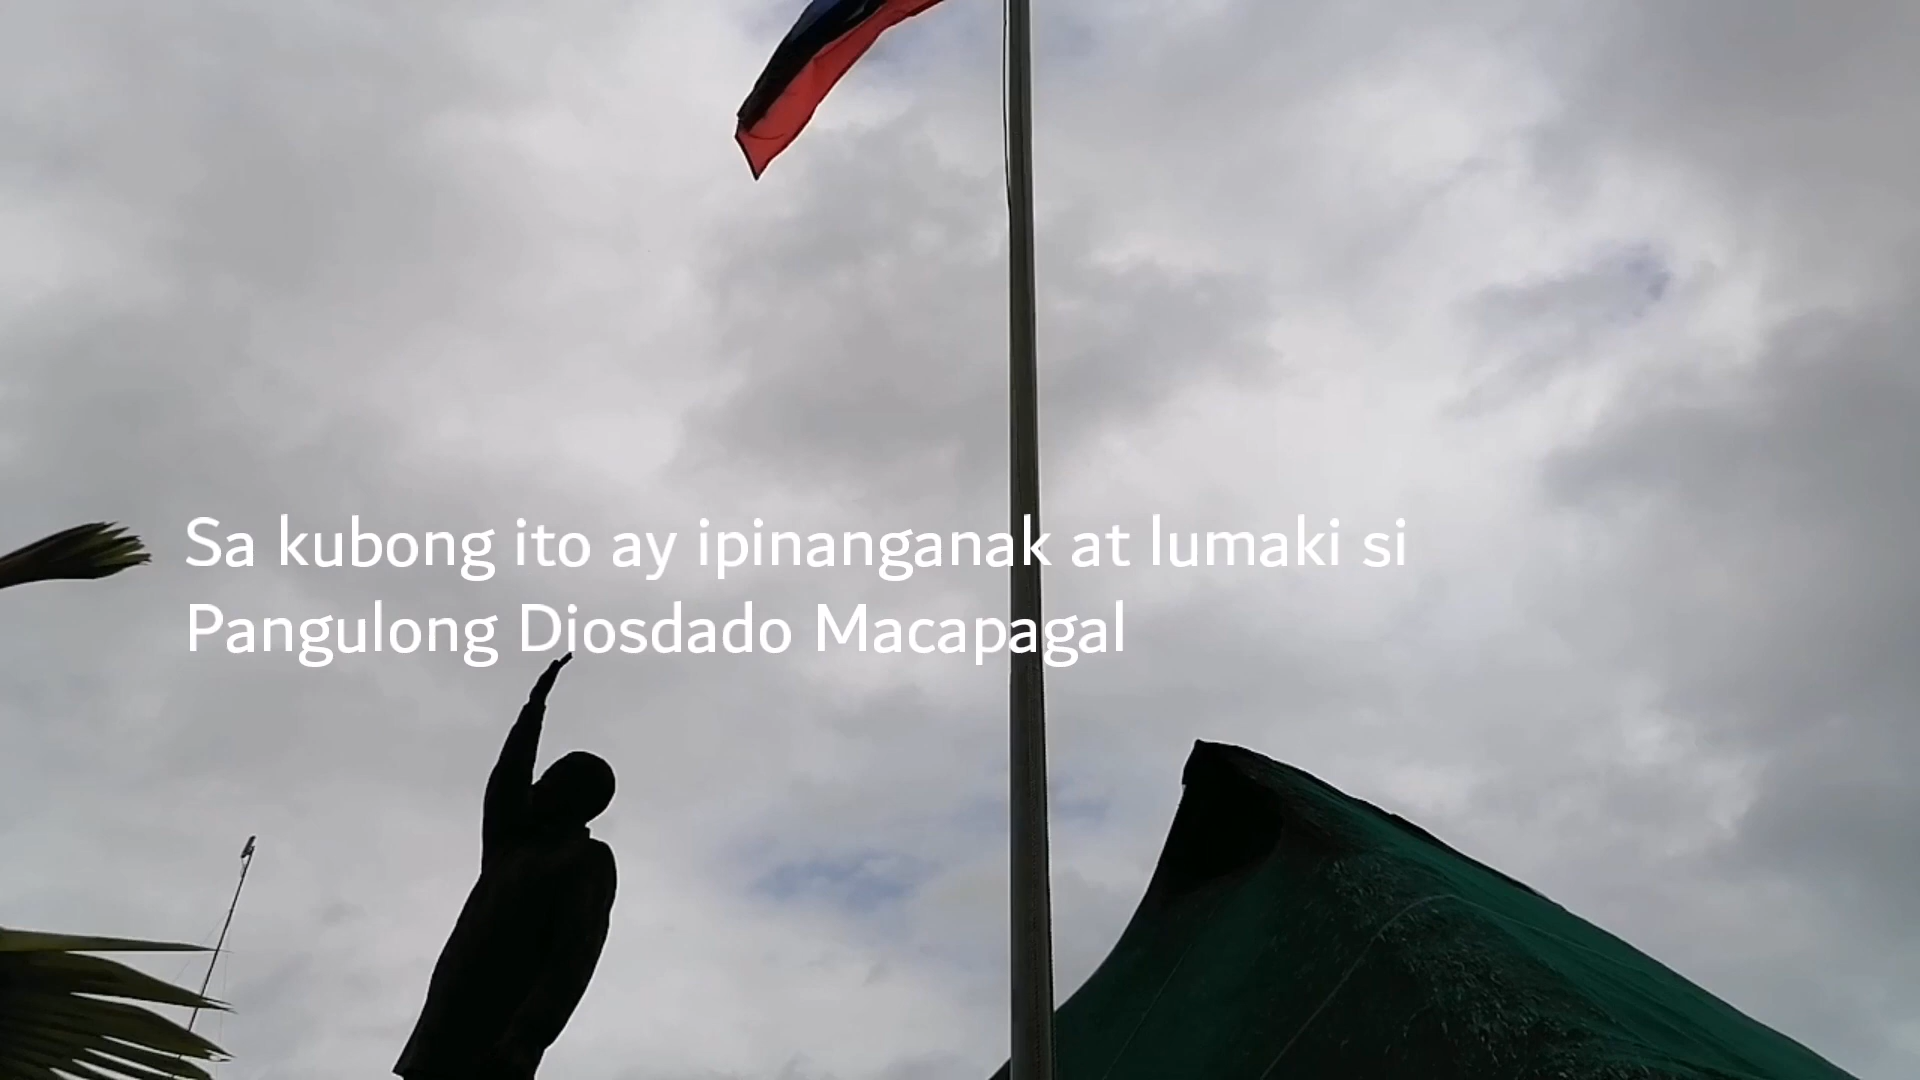 Sa kubong ito ay ipinanganak at lumaki si
Pangulong Diosdado Macapagal